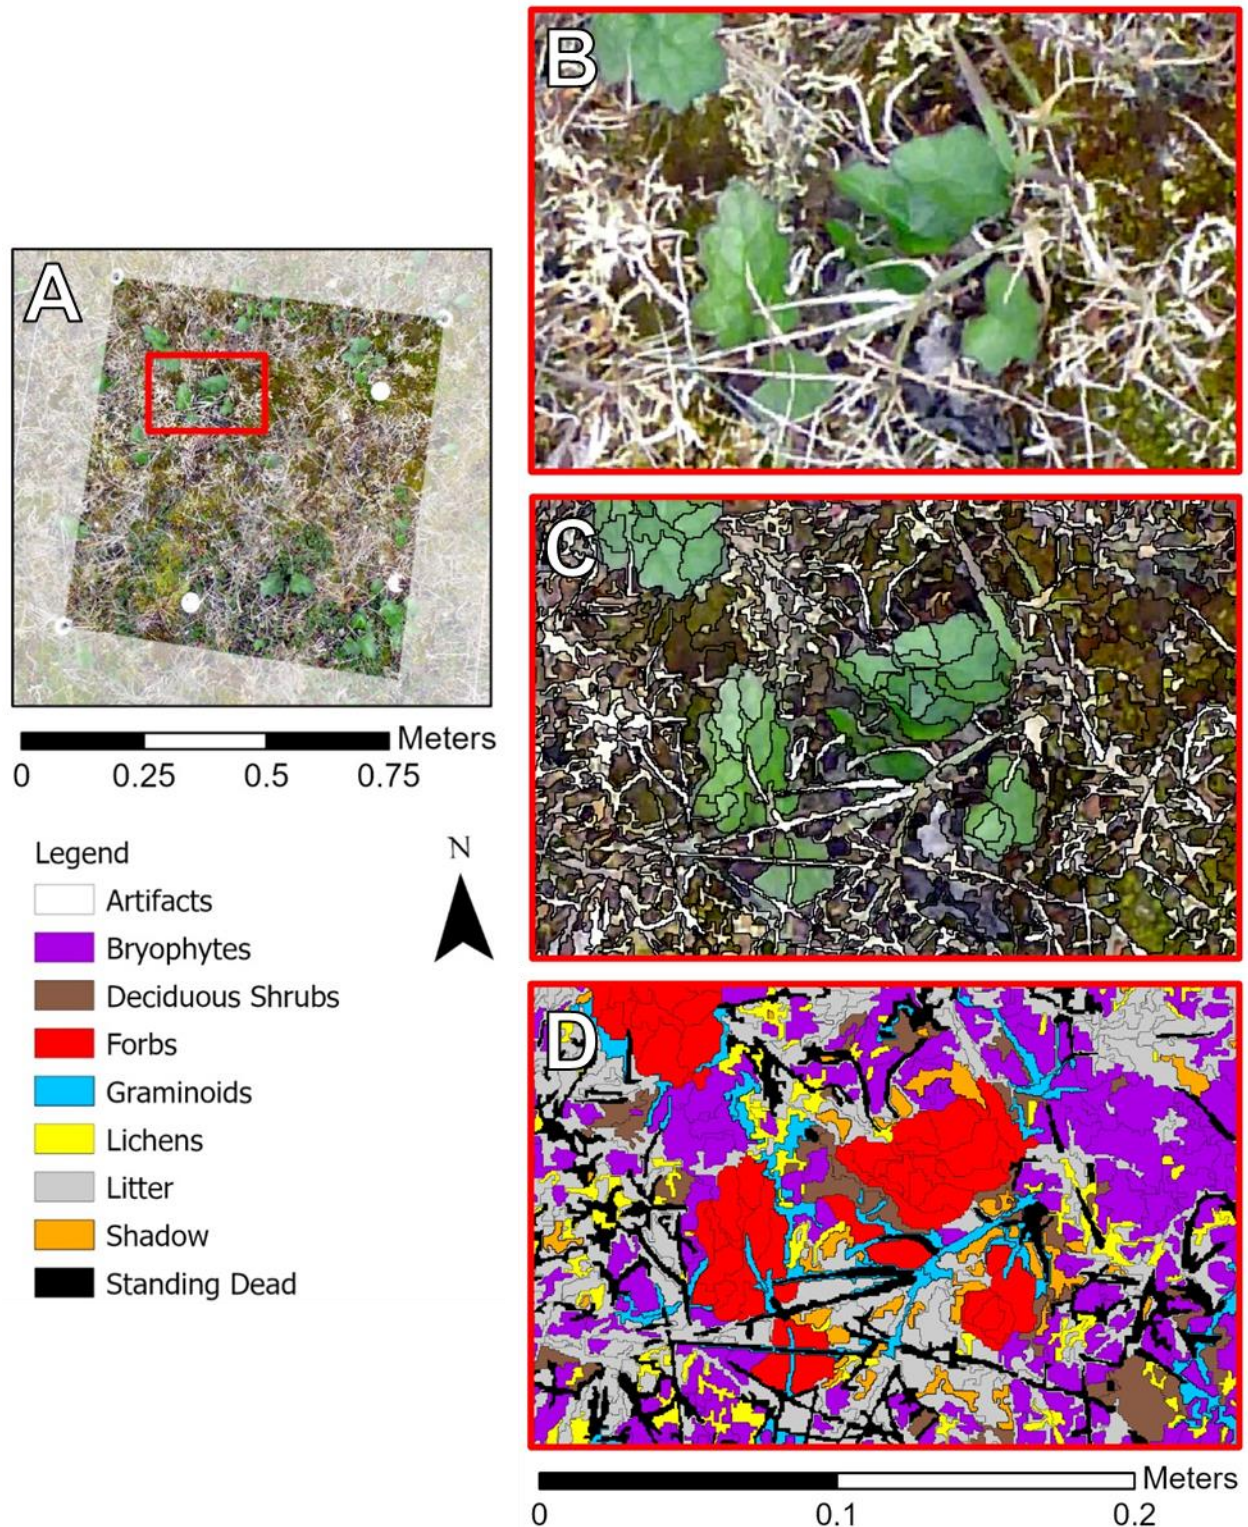 A
Meters
0 0.25 0.5 0.75
Legend
N
Artifacts
Bryophytes
Deciduous Shrubs
Forbs
Graminoids
Lichens
Litter
Shadow
Standing Dead
B
C
D
Meters
0 0.1 0.2